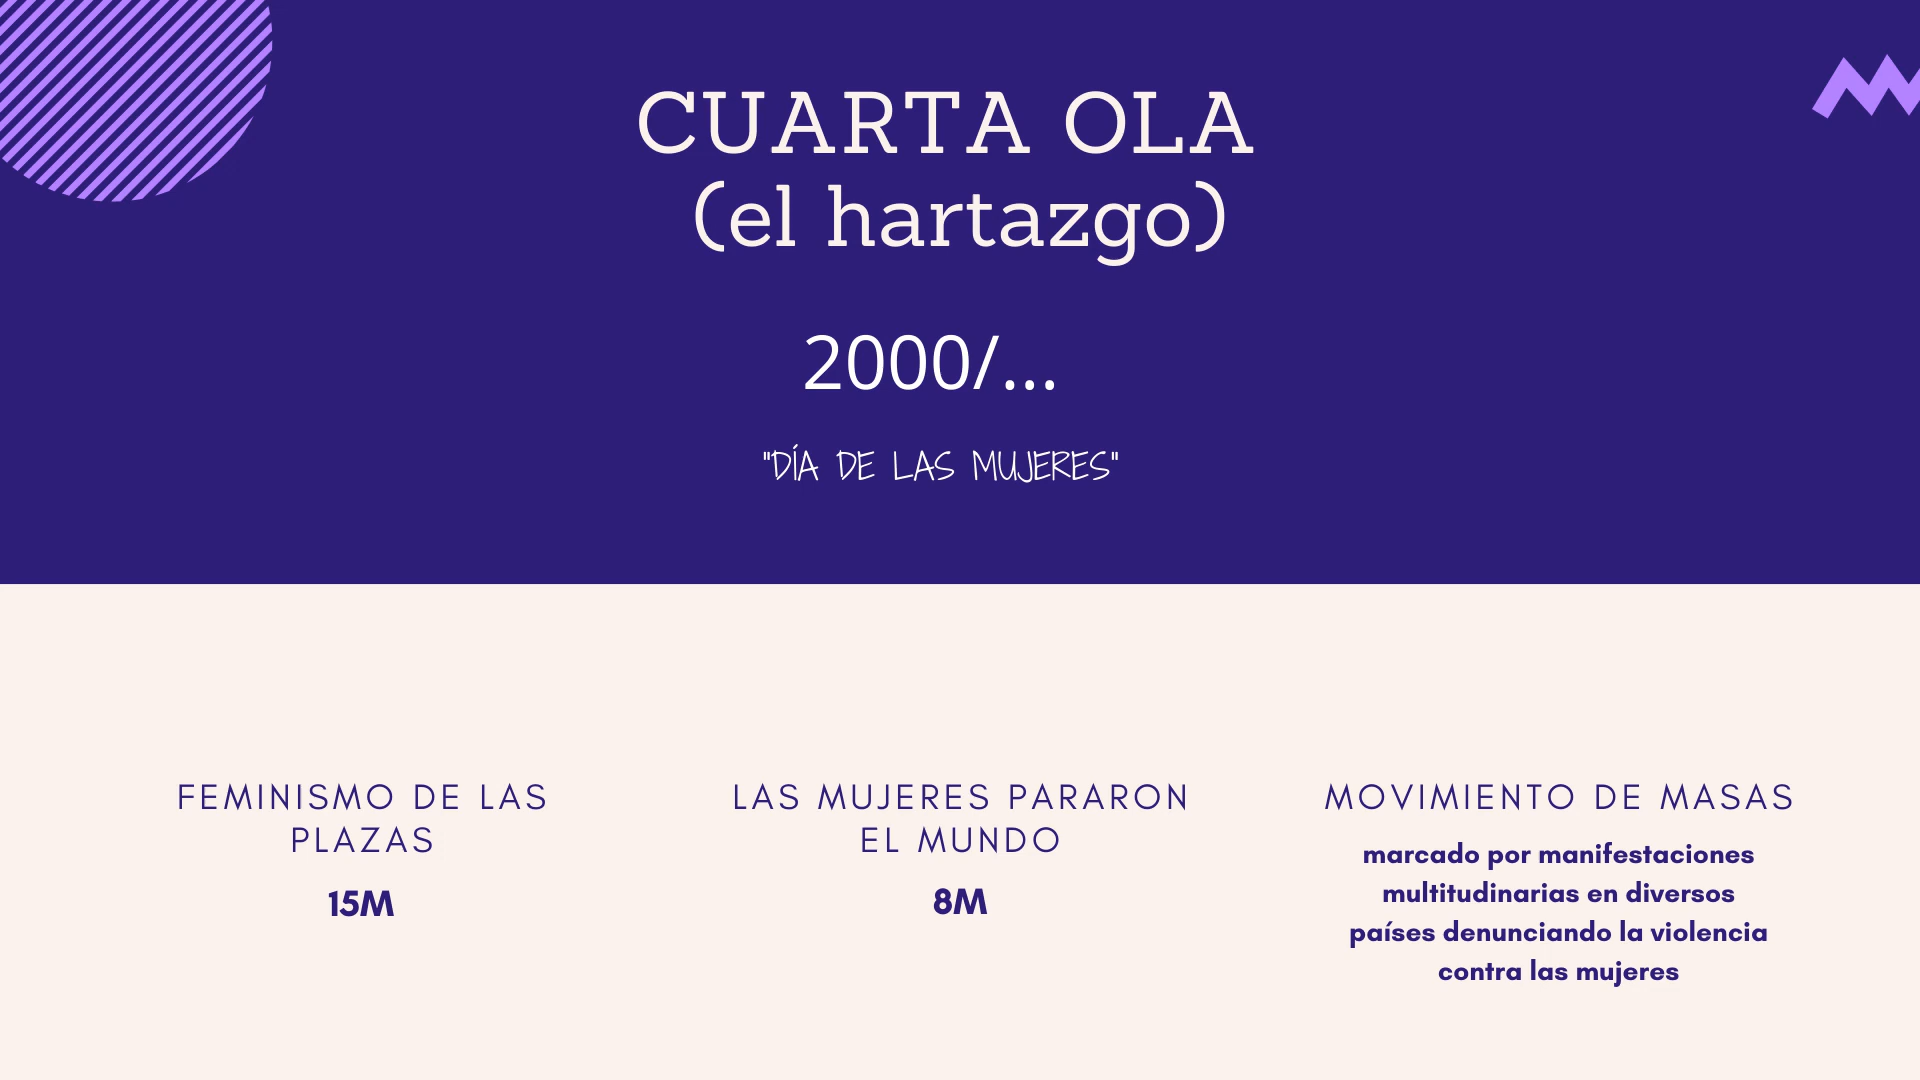 CUARTA OLA
(el hartazgo)
2000/...
"DÍA DE LAS MUJERES"
FEMINISMO DE LAS
PLAZAS
15M
LAS MUJERES PARARON
EL MUNDO
8M
MOVIMIENTO DE MASAS
marcado por manifestaciones
multitudinarias en diversos
países denunciando la violencia
contra las mujeres